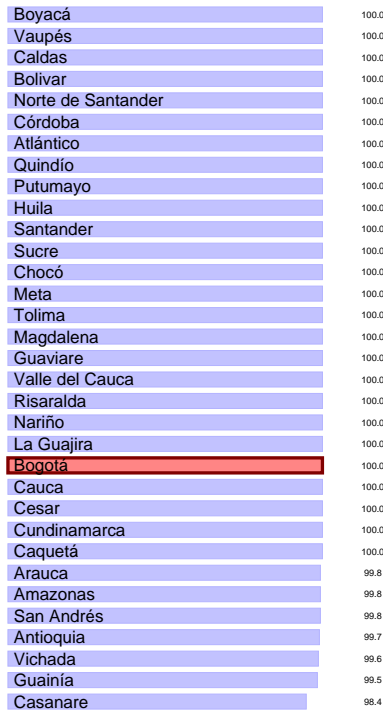 Boyacá 100.0
Vaupés 100.0
Caldas 100.0
Bolivar 100.0
Norte de Santander 100.0
Córdoba 100.0
Atlántico 100.0
Quindío 100.0
Putumayo 100.0
Huila 100.0
Santander 100.0
Sucre 100.0
Chocó 100.0
Meta 100.0
Tolima 100.0
Magdalena 100.0
Guaviare 100.0
Valle del Cauca 100.0
Risaralda 100.0
Nariño 100.0
La Guajira 100.0
Bogotá 100.0
Cauca 100.0
Cesar 100.0
Cundinamarca 100.0
Caquetá 100.0
Arauca 99.8
Amazonas 99.8
San Andrés 99.8
Antioquia 99.7
Vichada 99.6
Guainía 99.5
Casanare 98.4